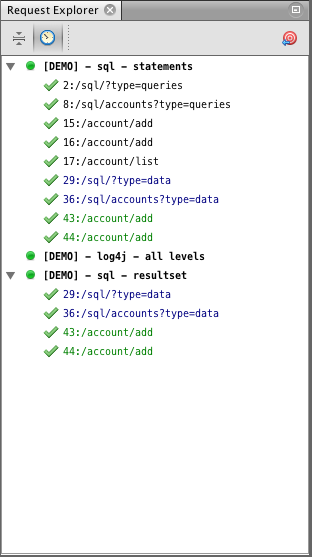 Request Explorer
[DEMO] - sql - statements
2:/sql/?type=queries
8:/sql/accounts?type=queries
15:/account/add
16:/account/add
17:/account/list
29:/sql/?type=data
36:/sql/accounts?type=data
43:/account/add
44:/account/add
[DEMO] - log4j - all levels
[DEMO] - sql - resultset
29:/sql/?type=data
36:/sql/accounts?type=data
43:/account/add
44:/account/add